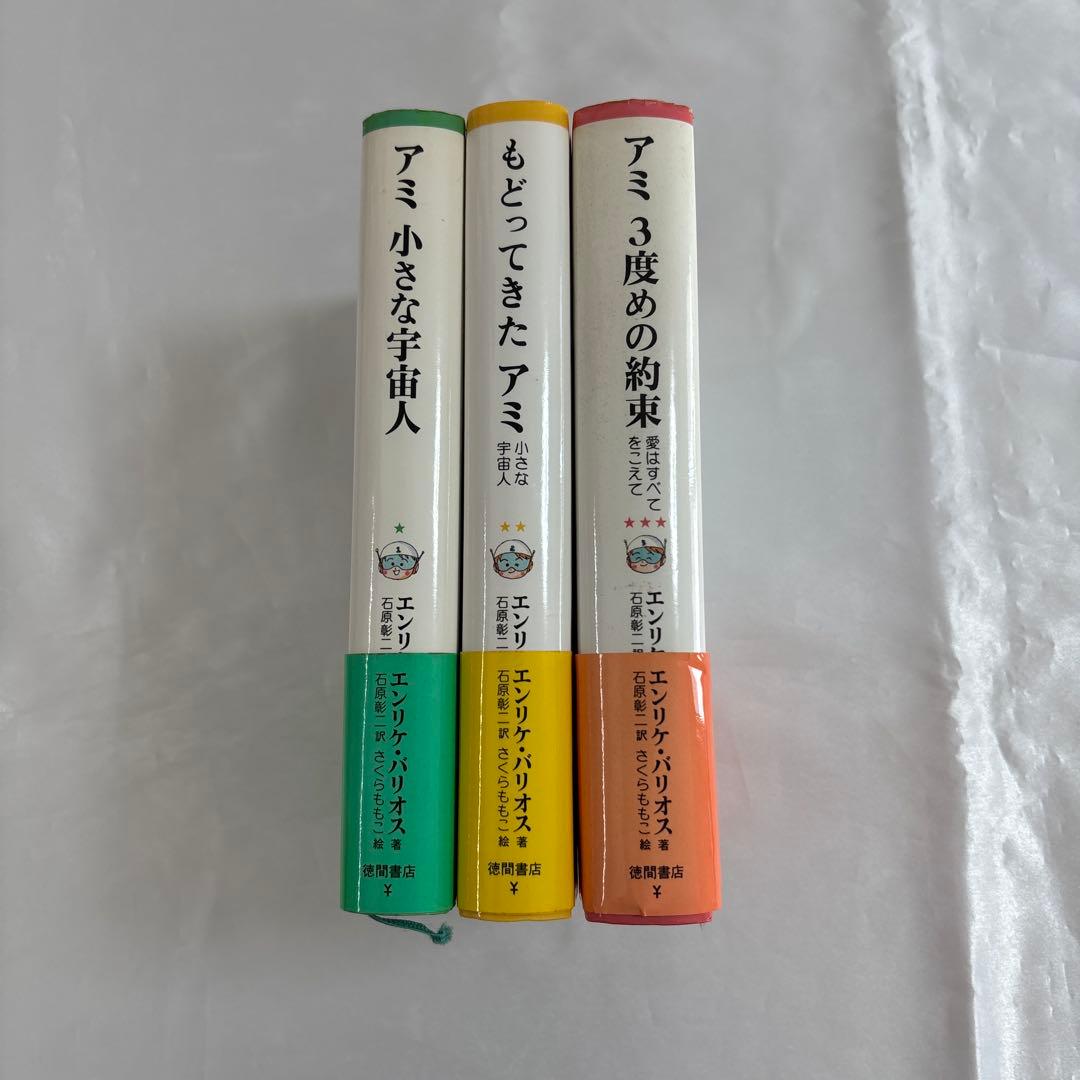 アミ 小さな宇宙人
★
エンリケ
石原彰二
エンリケ・バリオス 著
石原彰二 訳 さくらももこ 絵
徳間書店
¥
もどってきた アミ
小さな
宇宙人
★★
エンリ
石原彰二
エンリケ・バリオス 著
石原彰二 訳 さくらももこ 絵
徳間書店
¥
アミ 3度めの約束
愛はすべて
をこえて
★★★
エンリケ
石原彰二訳
エンリケ・バリオス 著
石原彰二 訳 さくらももこ 絵
徳間書店
¥